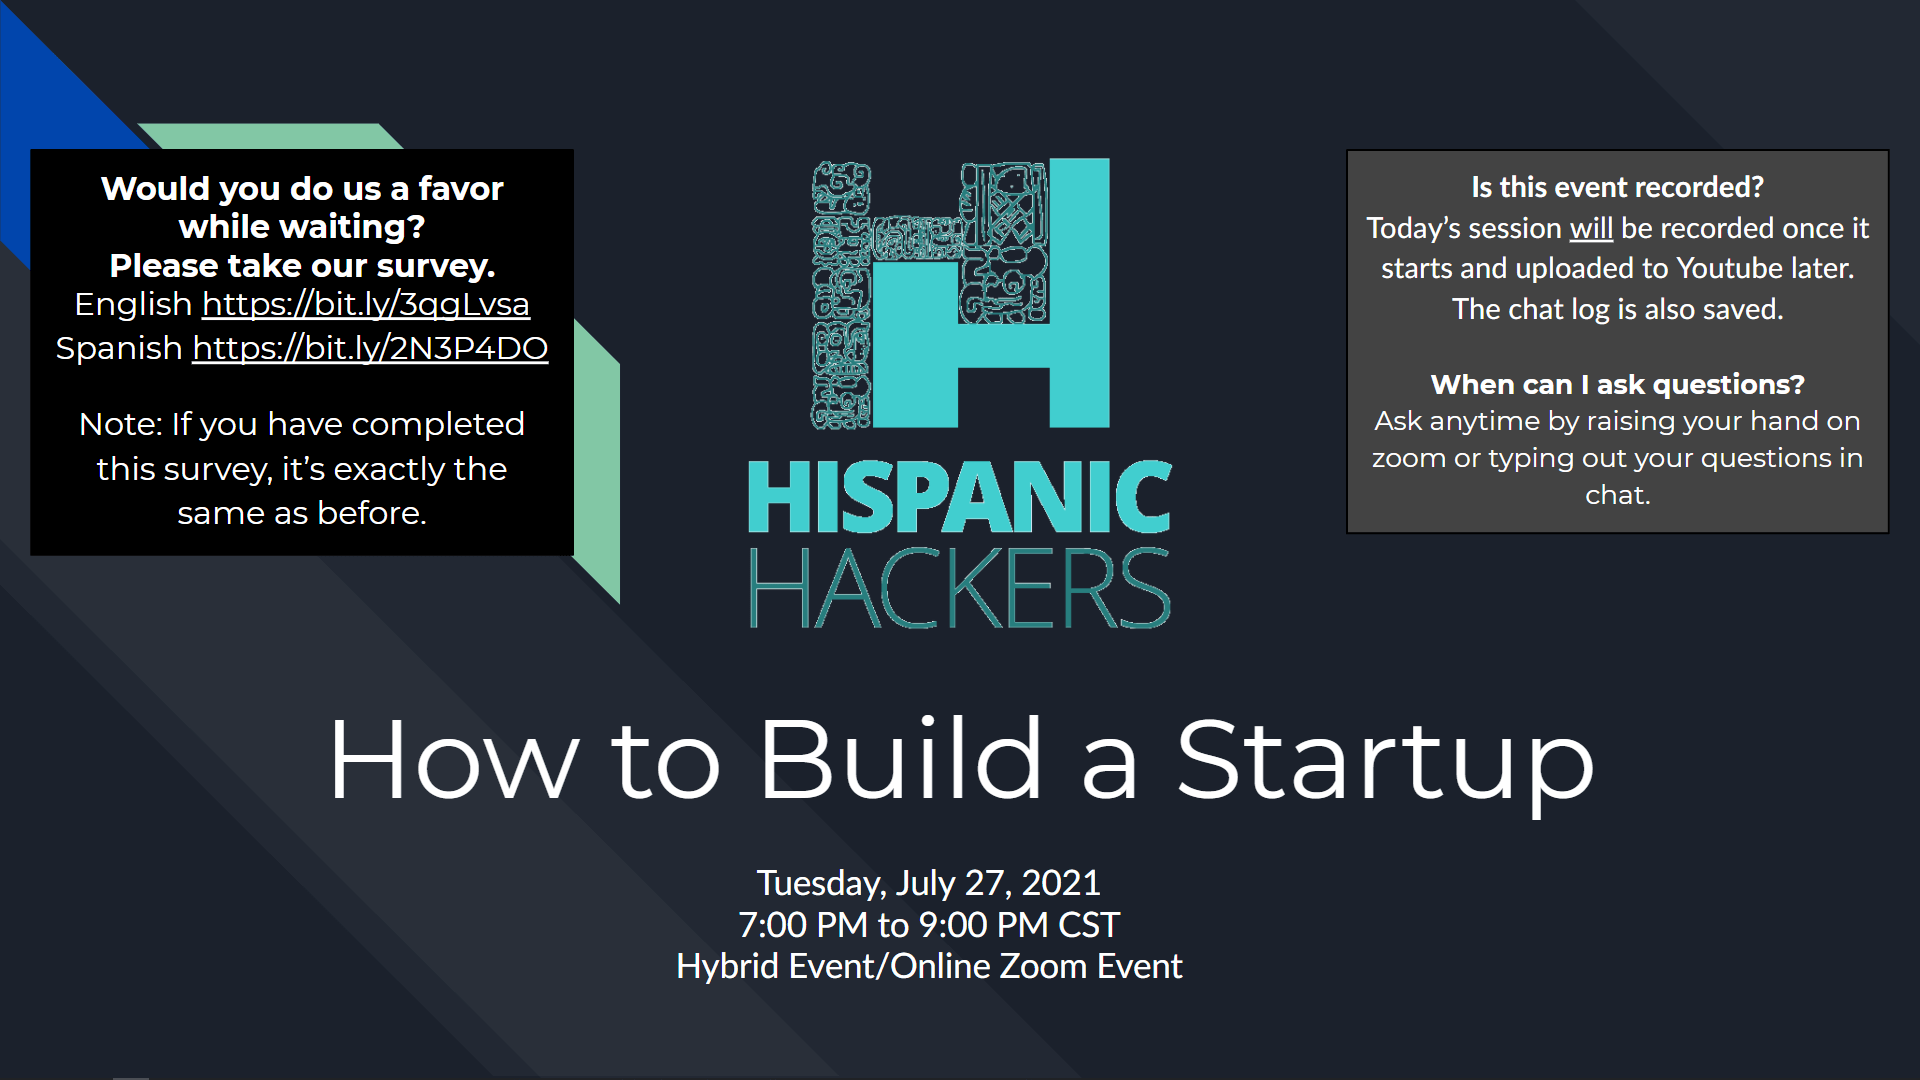 Would you do us a favor
while waiting?
Please take our survey.
English https://bit.ly/3qgLvsa
Spanish https://bit.ly/2N3P4DO
Note: If you have completed
this survey, it’s exactly the
same as before.
HISPANIC
HACKERS
Is this event recorded?
Today’s session will be recorded once it
starts and uploaded to Youtube later.
The chat log is also saved.
When can I ask questions?
Ask anytime by raising your hand on
zoom or typing out your questions in
chat.
How to Build a Startup
Tuesday, July 27, 2021
7:00 PM to 9:00 PM CST
Hybrid Event/Online Zoom Event